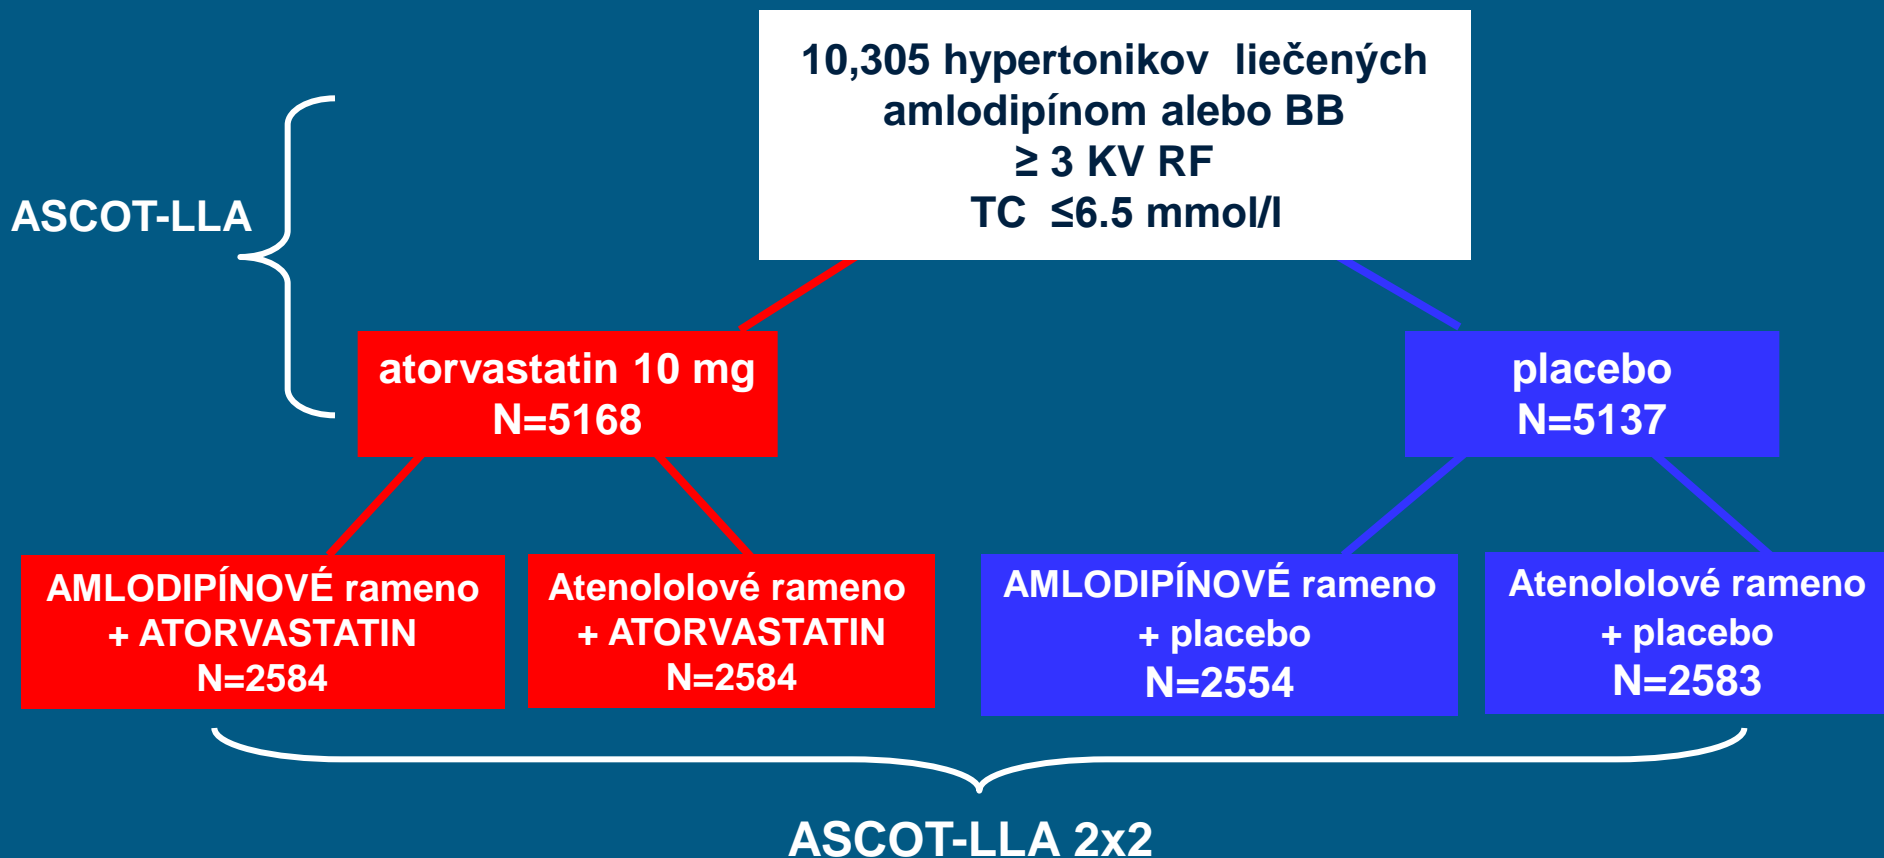 10,305 hypertonikov liečených
amlodipínom alebo BB
≥ 3 KV RF
TC ≤6.5 mmol/l
ASCOT-LLA
atorvastatin 10 mg
N=5168
placebo
N=5137
AMLODIPÍNOVÉ rameno
+ ATORVASTATIN
N=2584
Atenololové rameno
+ ATORVASTATIN
N=2584
AMLODIPÍNOVÉ rameno
+ placebo
N=2554
Atenololové rameno
+ placebo
N=2583
ASCOT-LLA 2x2